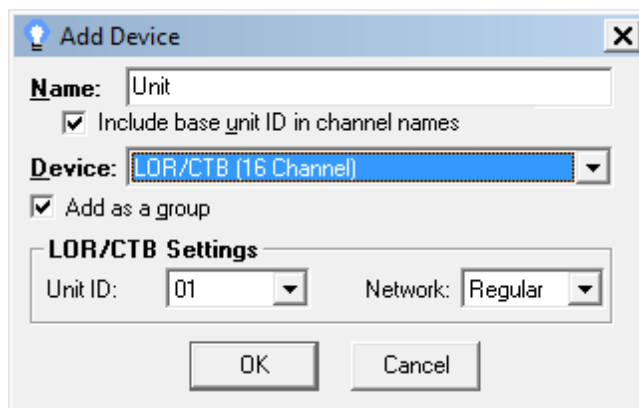 Add Device
Name: Unit
Include base unit ID in channel names
Device: LOR/CTB (16 Channel)
Add as a group
LOR/CTB Settings
Unit ID: 01 Network: Regular
OK Cancel